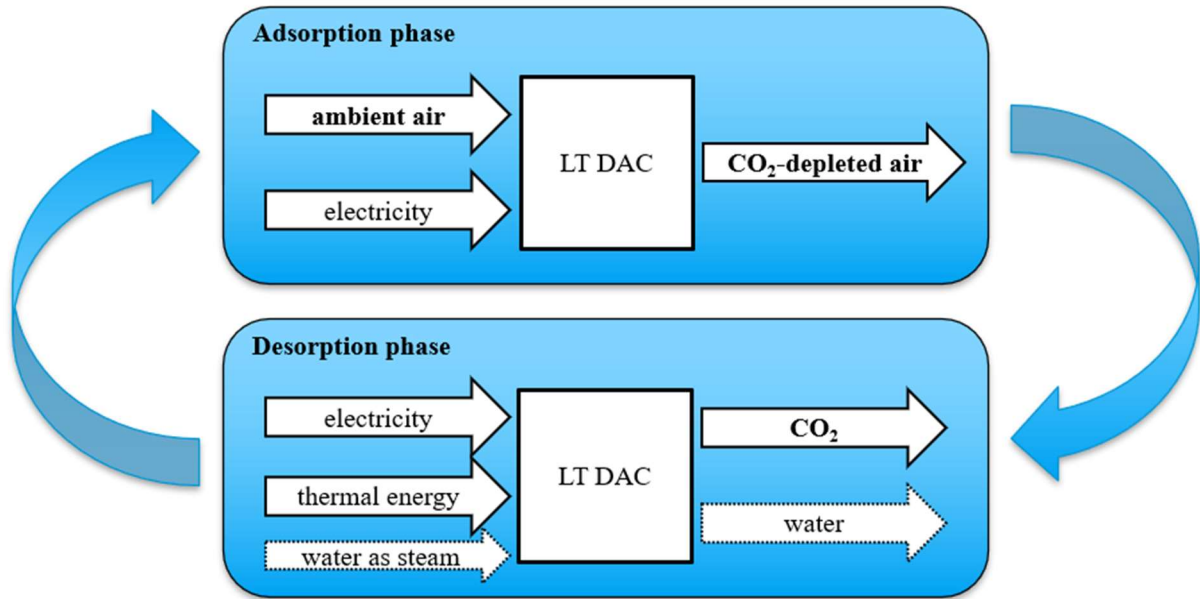 Adsorption phase
ambient air
electricity
LT DAC
CO₂-depleted air
Desorption phase
electricity
thermal energy
water as steam
LT DAC
CO₂
water